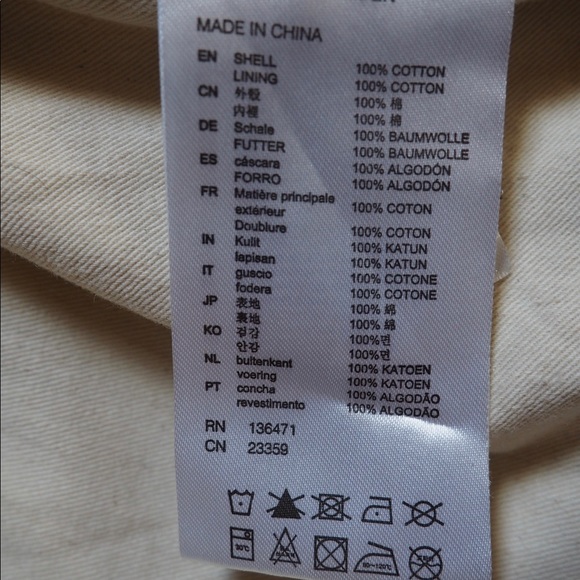 MADE IN CHINA
EN SHELL 100% COTTON
LINING 100% COTTON
CN 外殼 100% 棉
内裡 100% 棉
DE Schale 100% BAUMWOLLE
FUTTER 100% BAUMWOLLE
ES cáscara 100% ALGODÓN
FORRO 100% ALGODÓN
FR Matière principale
extérieur 100% COTON
Doublure 100% COTON
IN Kulit 100% KATUN
lapisan 100% KATUN
IT guscio 100% COTONE
fodera 100% COTONE
JP 表地 100% 綿
裏地 100% 綿
KO 겉감 100%면
안감 100%면
NL buitenkant 100% KATOEN
voering 100% KATOEN
PT concha 100% ALGODÃO
revestimento 100% ALGODÃO
RN 136471
CN 23359
30°C